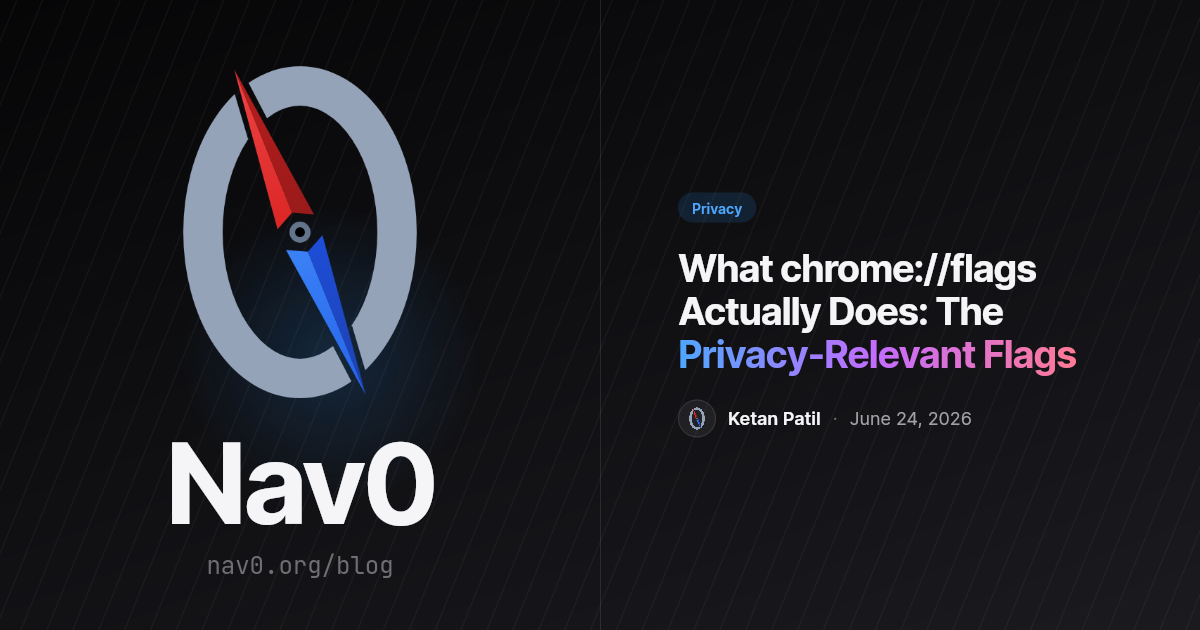 Nav0
nav0.org/blog
Privacy
What chrome://flags
Actually Does: The
Privacy-Relevant Flags
Ketan Patil · June 24, 2026